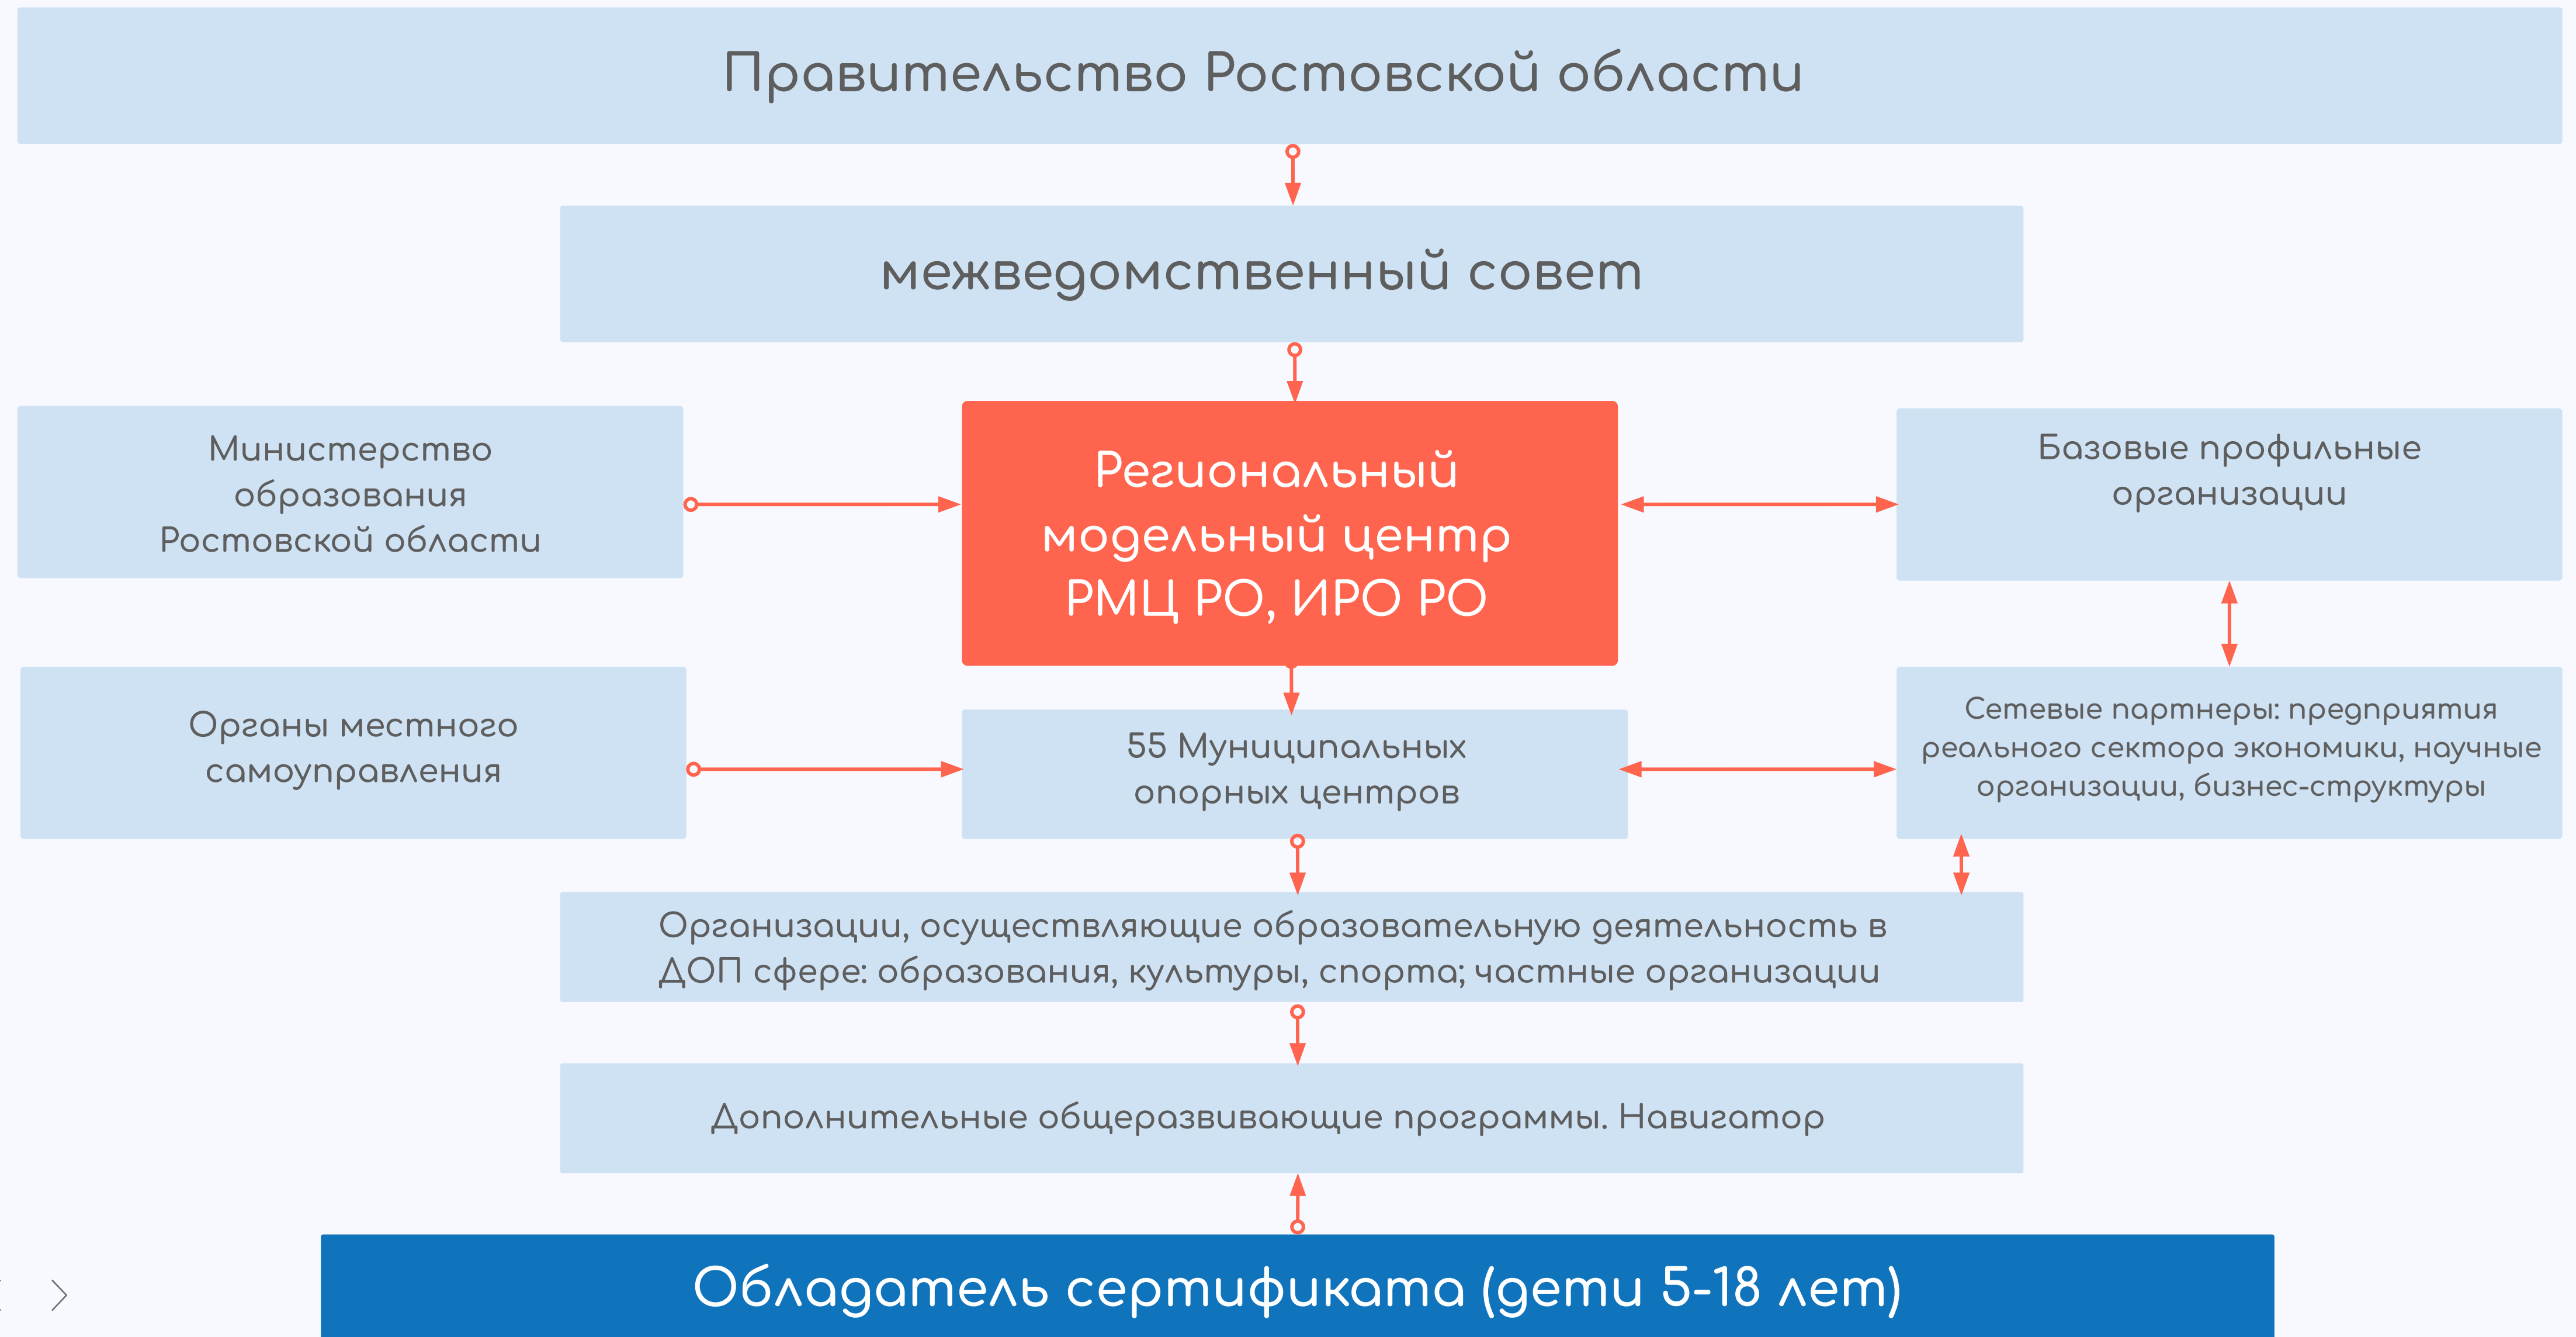 Правительство Ростовской области
межведомственный совет
Министерство
образования
Ростовской области
Региональный
модельный центр
РМЦ РО, ИРО РО
Базовые профильные
организации
Органы местного
самоуправления
55 Муниципальных
опорных центров
Сетевые партнеры: предприятия
реального сектора экономики, научные
организации, бизнес-структуры
Организации, осуществляющие образовательную деятельность в
ДОП сфере: образования, культуры, спорта; частные организации
Дополнительные общеразвивающие программы. Навигатор
Обладатель сертификата (дети 5-18 лет)